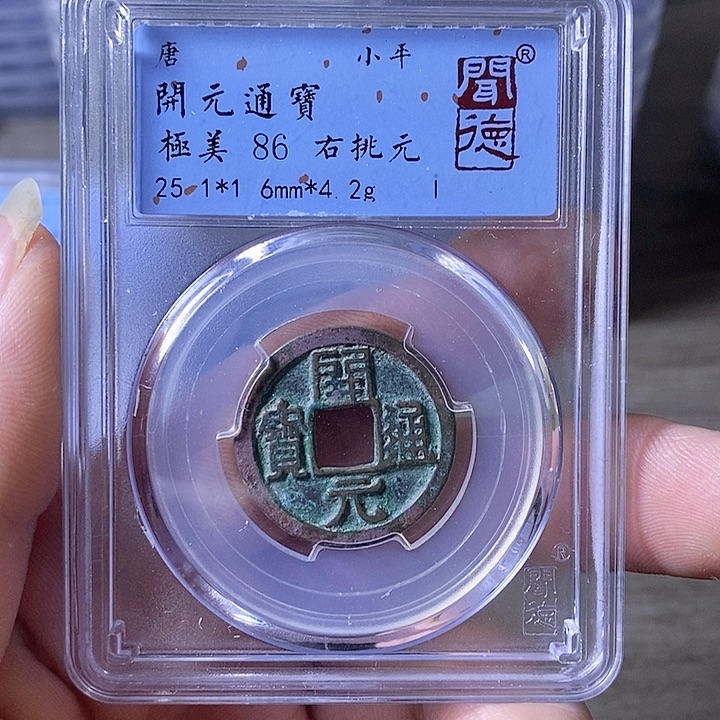 唐 小平
開元通寶
極美 86 右挑元
25.1*1.6mm*4.2g I
聞德®
開通元寶
聞德®